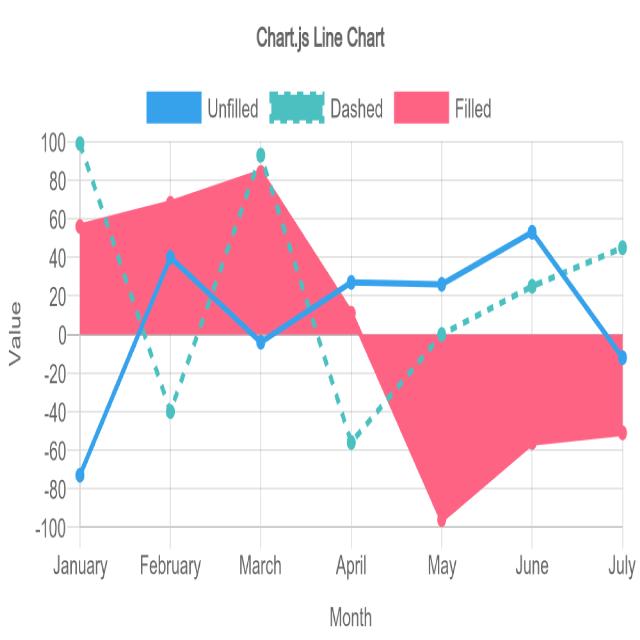 Chart.js Line Chart
Unfilled Dashed Filled
100
80
60
40
20
0
-20
-40
-60
-80
-100
Value
January February March April May June July
Month